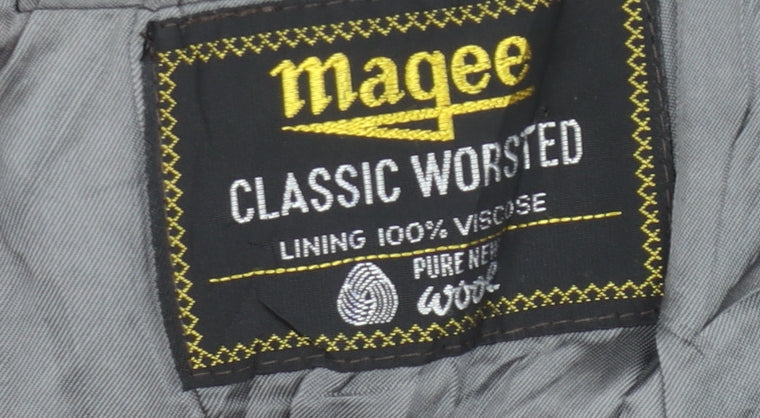 magee
CLASSIC WORSTED
LINING 100% VISCOSE
PURE NEW
wool